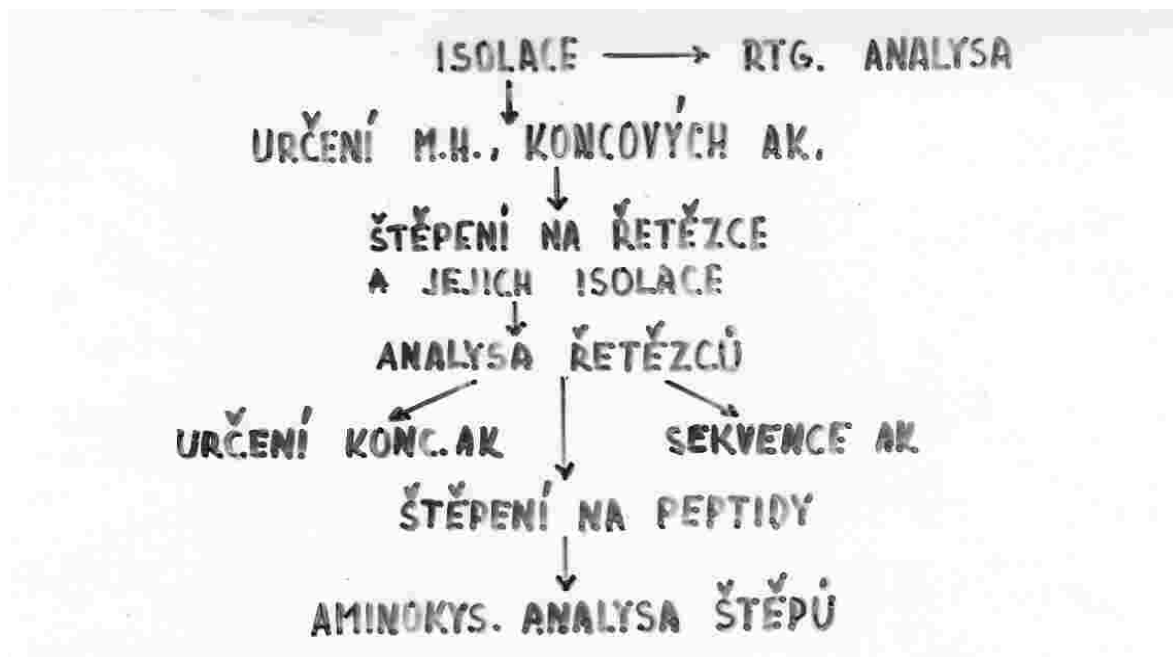 ISOLACE → RTG. ANALYSA
URČENÍ M.H., KONCOVÝCH AK.
ŠTĚPENÍ NA ŘETĚZCE
A JEJICH ISOLACE
ANALYSA ŘETĚZCŮ
URČENÍ KONC. AK SEKVENCE AK
ŠTĚPENÍ NA PEPTIDY
AMINOKYS. ANALYSA ŠTĚPŮ